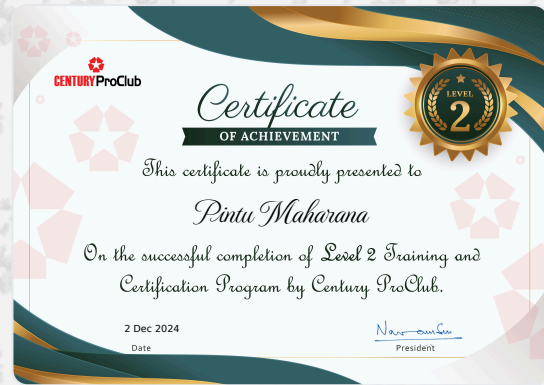 CENTURY ProClub
LEVEL
2
Certificate
OF ACHIEVEMENT
This certificate is proudly presented to
Pintu Maharana
On the successful completion of Level 2 Training and
Certification Program by Century ProClub.
2 Dec 2024
Date
President